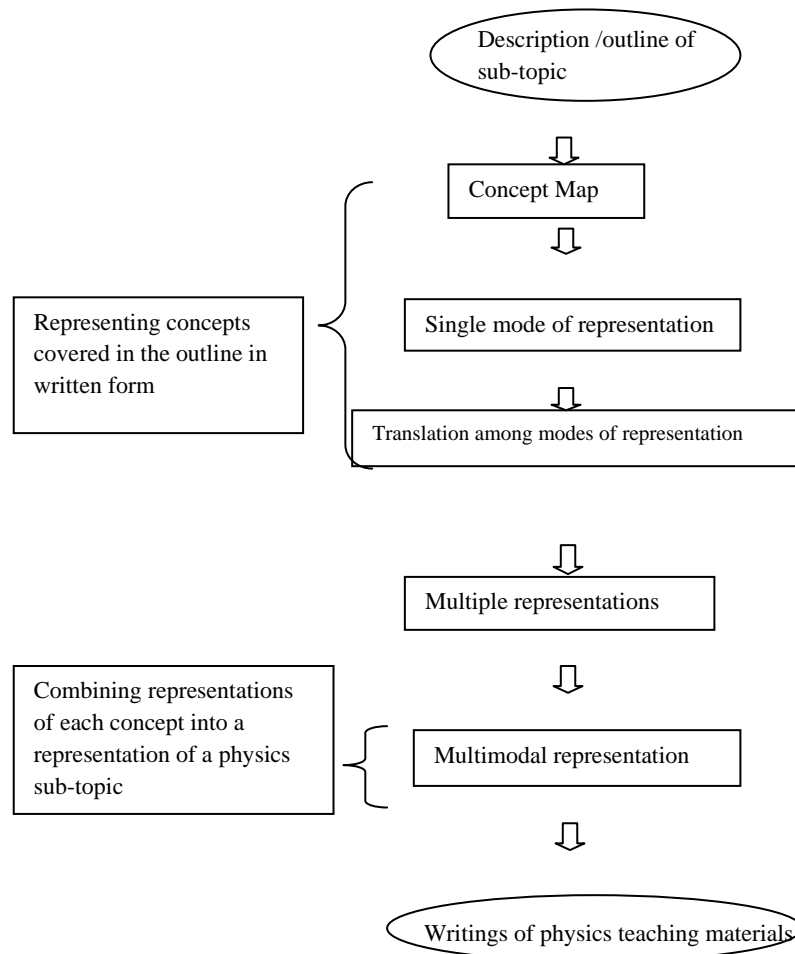 Description /outline of
sub-topic
Concept Map
Representing concepts
covered in the outline in
written form
Single mode of representation
Translation among modes of representation
Multiple representations
Combining representations
of each concept into a
representation of a physics
sub-topic
Multimodal representation
Writings of physics teaching materials